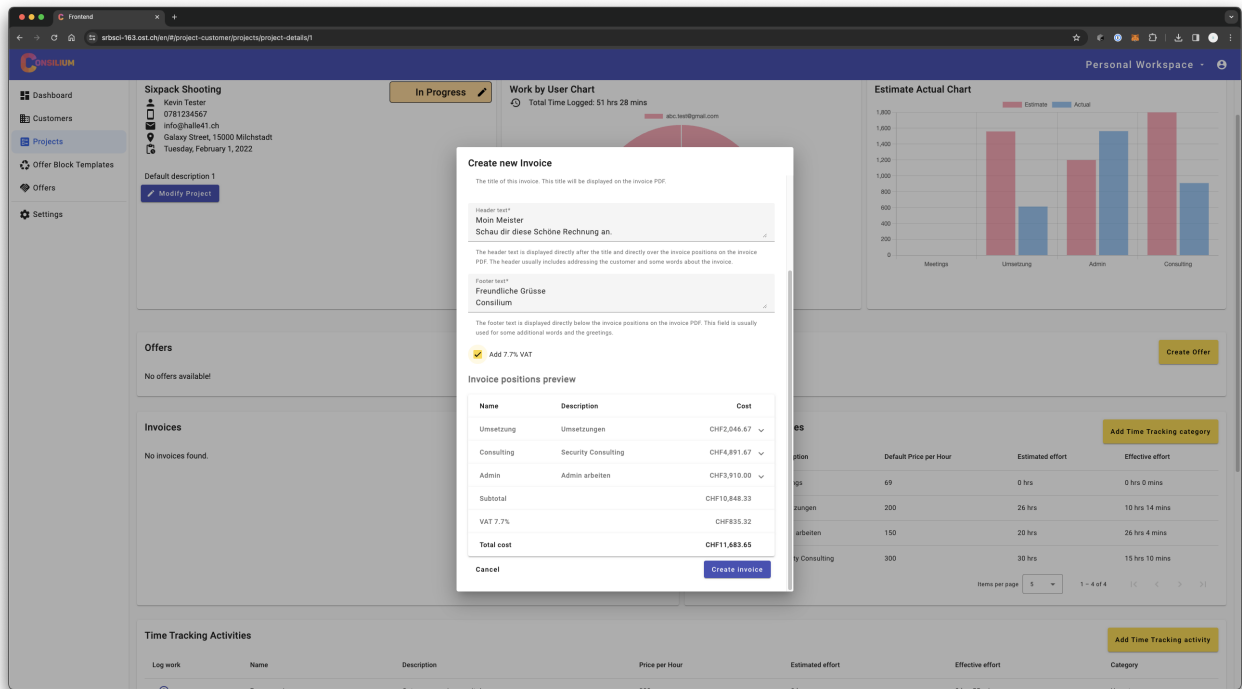 Frontend
srbsci-163.ost.ch/en/#/project-customer/projects/project-details/1
CONSILIUM
Personal Workspace
Dashboard
Customers
Projects
Offer Block Templates
Offers
Settings
Sixpack Shooting
Kevin Tester
0781234567
info@halle41.ch
Galaxy Street, 15000 Milchstadt
Tuesday, February 1, 2022
Default description 1
Modify Project
In Progress
Work by User Chart
Total Time Logged: 51 hrs 28 mins
abc.test@gmail.com
Estimate Actual Chart
Estimate
Actual
1,800
1,600
1,400
1,200
1,000
800
600
400
200
0
Meetings
Umsetzung
Admin
Consulting
Create new Invoice
The title of this invoice. This title will be displayed on the invoice PDF.
Header text*
Moin Meister
Schau dir diese Schöne Rechnung an.
The header text is displayed directly after the title and directly over the invoice positions on the invoice
PDF. The header usually includes addressing the customer and some words about the invoice.
Footer text*
Freundliche Grüsse
Consilium
The footer text is displayed directly below the invoice positions on the invoice PDF. This field is usually
used for some additional words and the greetings.
Add 7.7% VAT
Invoice positions preview
Name Description Cost
Umsetzung Umsetzungen CHF2,046.67
Consulting Security Consulting CHF4,891.67
Admin Admin arbeiten CHF3,910.00
Subtotal CHF10,848.33
VAT 7.7% CHF835.32
Total cost CHF11,683.65
Cancel
Create invoice
Offers
Create Offer
No offers available!
Invoices
No invoices found.
es
Add Time Tracking category
ption Default Price per Hour Estimated effort Effective effort
ngs 69 0 hrs 0 hrs 0 mins
zungen 200 26 hrs 10 hrs 14 mins
arbeiten 150 20 hrs 26 hrs 4 mins
ty Consulting 300 30 hrs 15 hrs 10 mins
Items per page 5 1 – 4 of 4
Time Tracking Activities
Add Time Tracking activity
Log work Name Description Price per Hour Estimated effort Effective effort Category